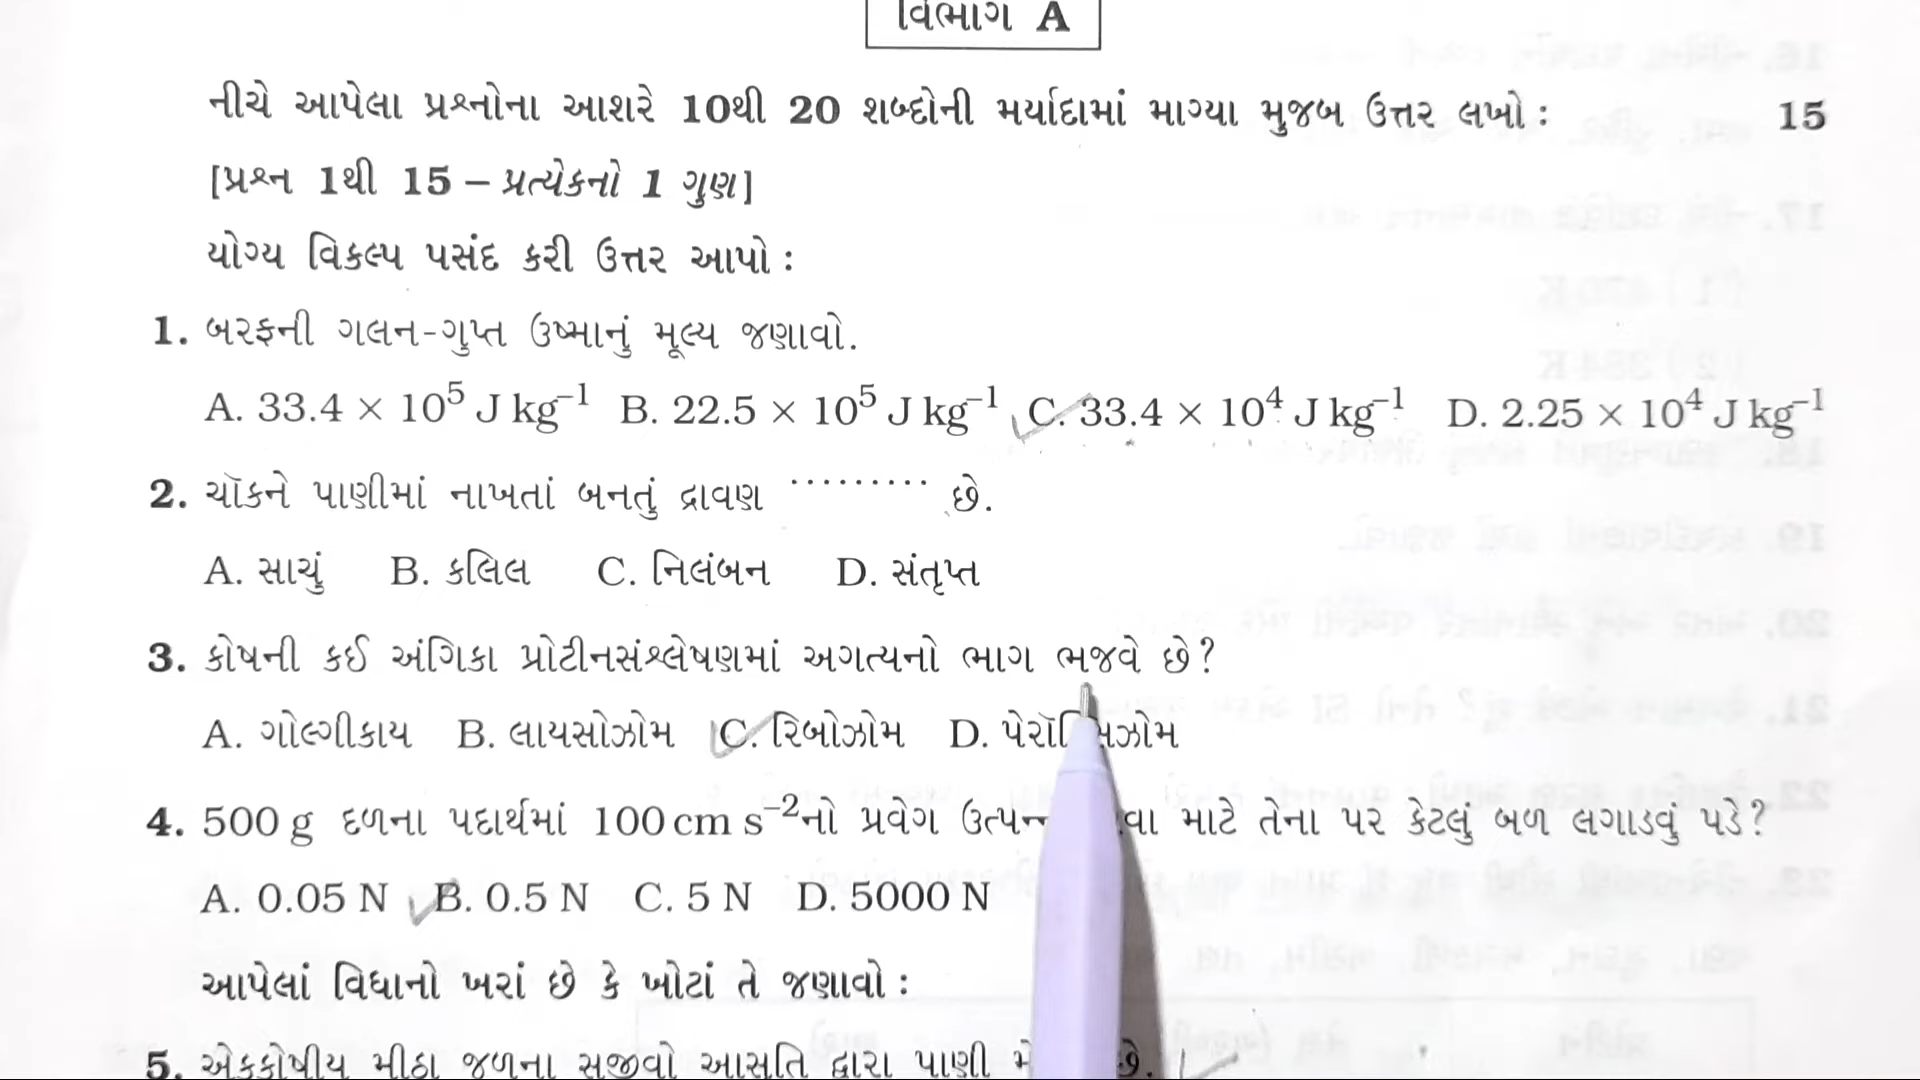 વિભાગ A
નીચે આપેલા પ્રશ્નોના આશરે 10થી 20 શબ્દોની મર્યાદામાં માગ્યા મુજબ ઉત્તર લખો : 15
[પ્રશ્ન 1થી 15 – પ્રત્યેકનો 1 ગુણ]
યોગ્ય વિકલ્પ પસંદ કરી ઉત્તર આપો :
1. બરફની ગલન-ગુપ્ત ઉષ્માનું મૂલ્ય જણાવો.
A. 33.4 × 10⁵ J kg⁻¹ B. 22.5 × 10⁵ J kg⁻¹ C. 33.4 × 10⁴ J kg⁻¹ D. 2.25 × 10⁴ J kg⁻¹
2. ચૉકને પાણીમાં નાખતાં બનતું દ્રાવણ ········· છે.
A. સાચું B. કલિલ C. નિલંબન D. સંતૃપ્ત
3. કોષની કઈ અંગિકા પ્રોટીનસંશ્લેષણમાં અગત્યનો ભાગ ભજવે છે?
A. ગોલ્ગીકાય B. લાયસોઝોમ C. રિબોઝોમ D.
4. 500 g દળના પદાર્થમાં 100 cm s⁻²નો પ્રવેગ માટે તેના પર કેટલું બળ લગાડવું પડે?
A. 0.05 N B. 0.5 N C. 5 N D. 5000 N
આપેલાં વિધાનો ખરાં છે કે ખોટાં તે જણાવો :
5. એકકોષીય મીઠા જળના સજીવો આસૃતિ દ્વારા પાણી છે.